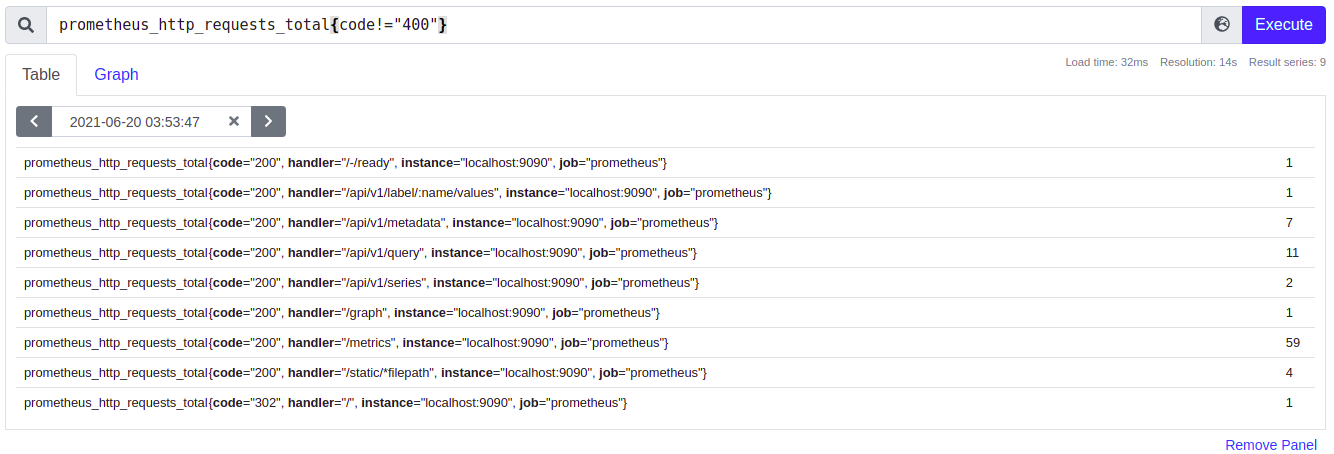 prometheus_http_requests_total{code!="400"} Execute
Table Graph Load time: 32ms Resolution: 14s Result series: 9
2021-06-20 03:53:47
prometheus_http_requests_total{code="200", handler="/-/ready", instance="localhost:9090", job="prometheus"} 1
prometheus_http_requests_total{code="200", handler="/api/v1/label/:name/values", instance="localhost:9090", job="prometheus"} 1
prometheus_http_requests_total{code="200", handler="/api/v1/metadata", instance="localhost:9090", job="prometheus"} 7
prometheus_http_requests_total{code="200", handler="/api/v1/query", instance="localhost:9090", job="prometheus"} 11
prometheus_http_requests_total{code="200", handler="/api/v1/series", instance="localhost:9090", job="prometheus"} 2
prometheus_http_requests_total{code="200", handler="/graph", instance="localhost:9090", job="prometheus"} 1
prometheus_http_requests_total{code="200", handler="/metrics", instance="localhost:9090", job="prometheus"} 59
prometheus_http_requests_total{code="200", handler="/static/*filepath", instance="localhost:9090", job="prometheus"} 4
prometheus_http_requests_total{code="302", handler="/", instance="localhost:9090", job="prometheus"} 1
Remove Panel